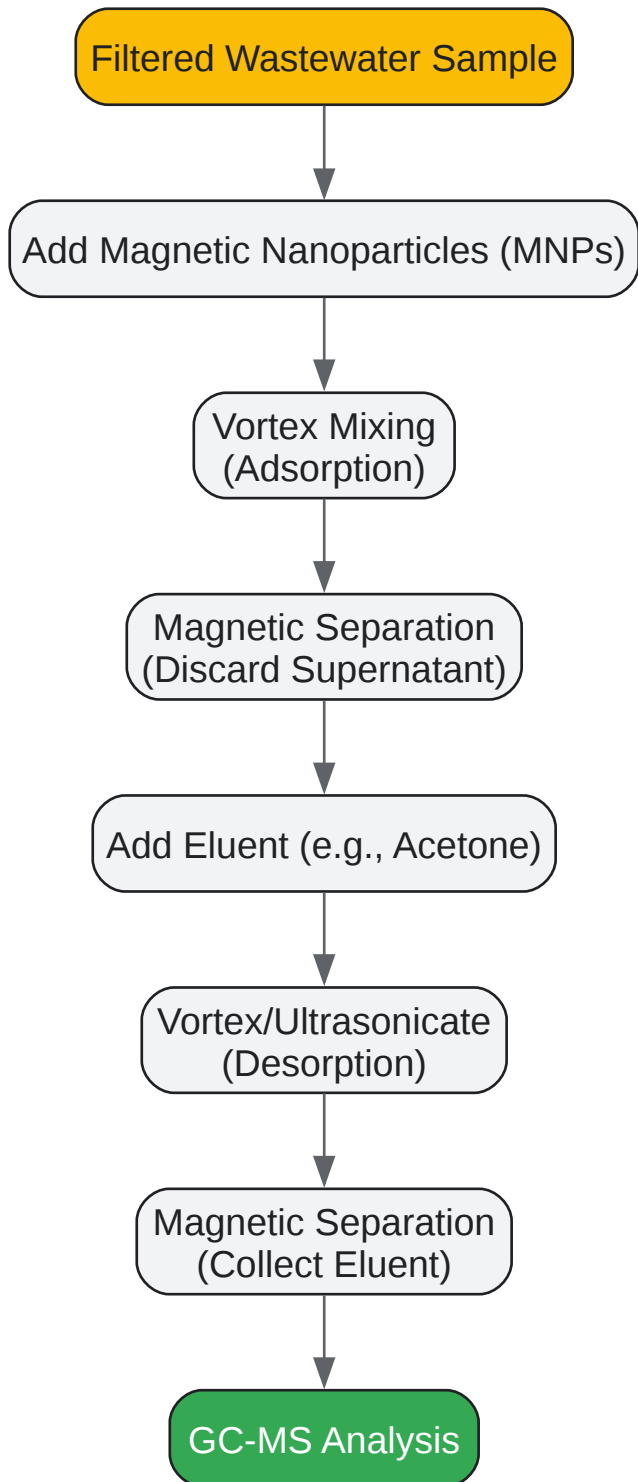 Filtered Wastewater Sample
Add Magnetic Nanoparticles (MNPs)
Vortex Mixing
(Adsorption)
Magnetic Separation
(Discard Supernatant)
Add Eluent (e.g., Acetone)
Vortex/Ultrasonicate
(Desorption)
Magnetic Separation
(Collect Eluent)
GC-MS Analysis